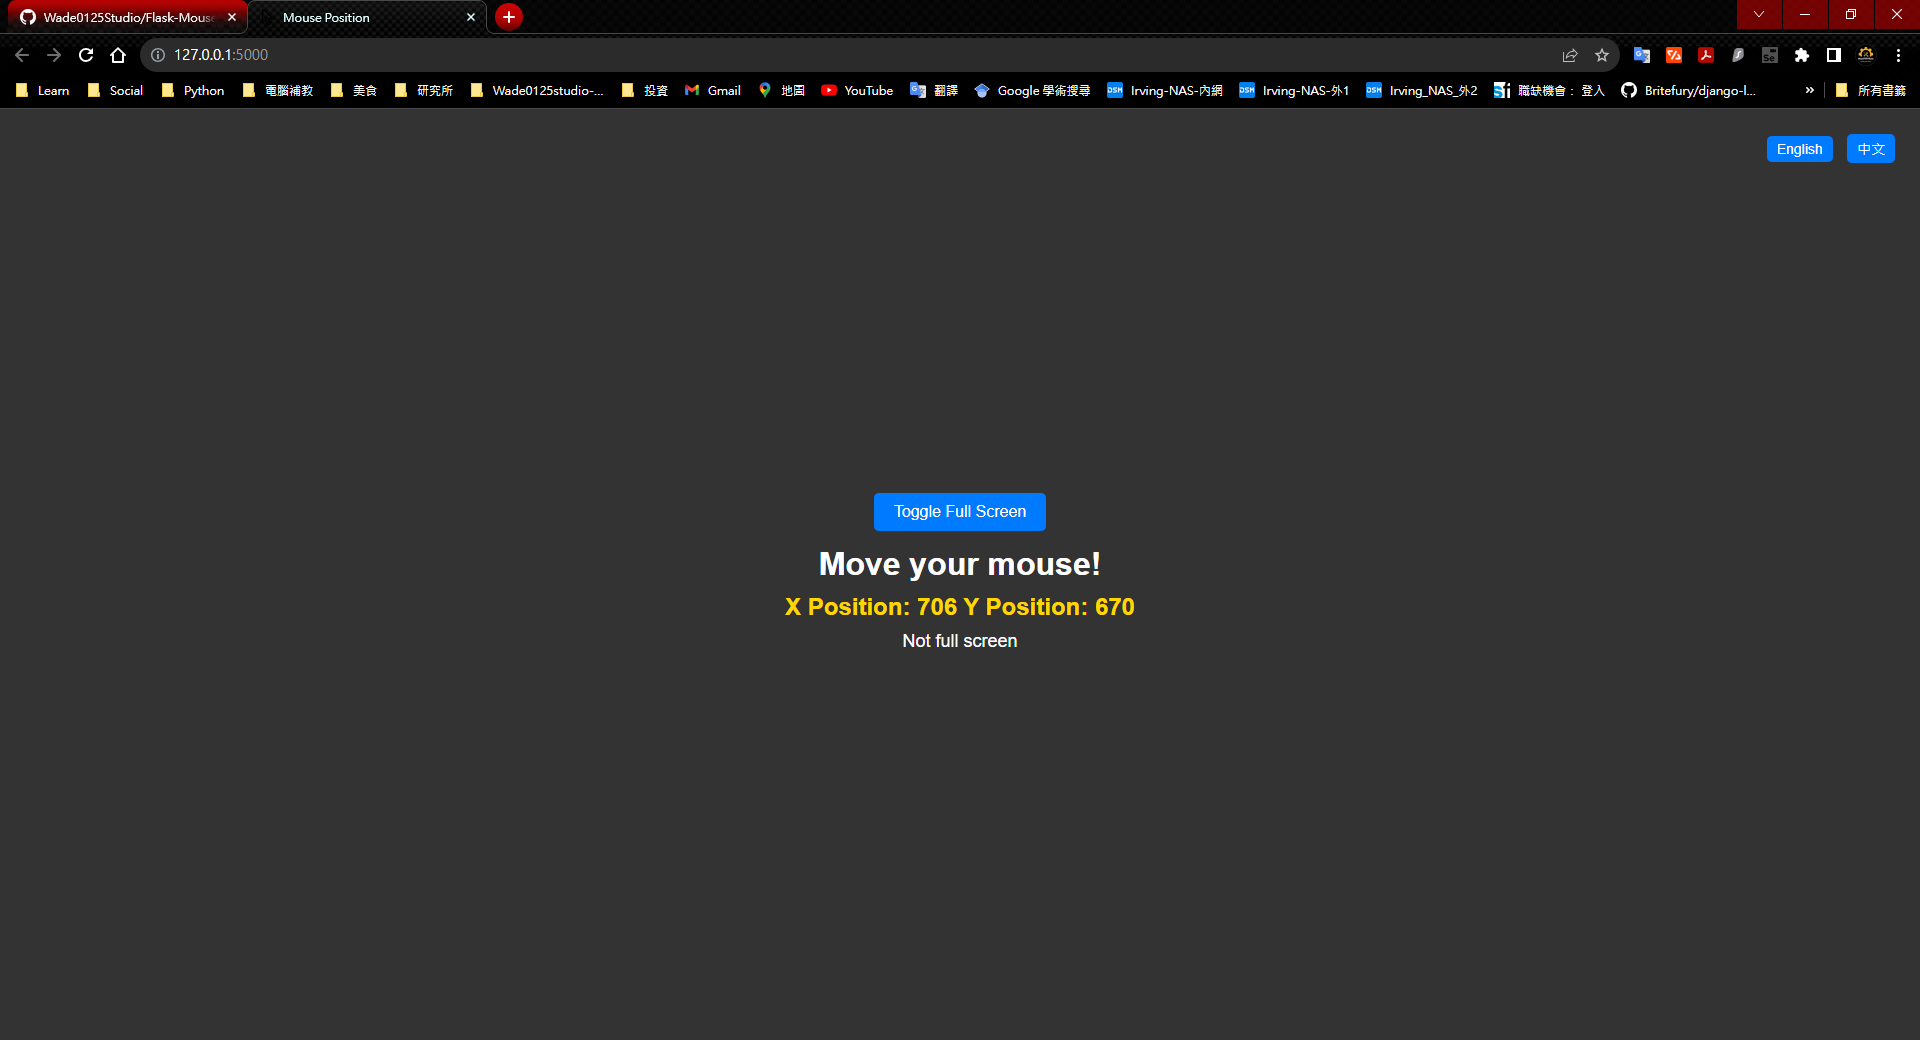 Wade0125Studio/Flask-Mouse
Mouse Position
127.0.0.1:5000
Learn Social Python 電腦補教 美食 研究所 Wade0125studio-... 投資 Gmail 地圖 YouTube 翻譯 Google 學術搜尋 Irving-NAS-內網 Irving-NAS-外1 Irving_NAS_外2 職缺機會： 登入 Britefury/django-l... » 所有書籤
English 中文
Toggle Full Screen
Move your mouse!
X Position: 706 Y Position: 670
Not full screen